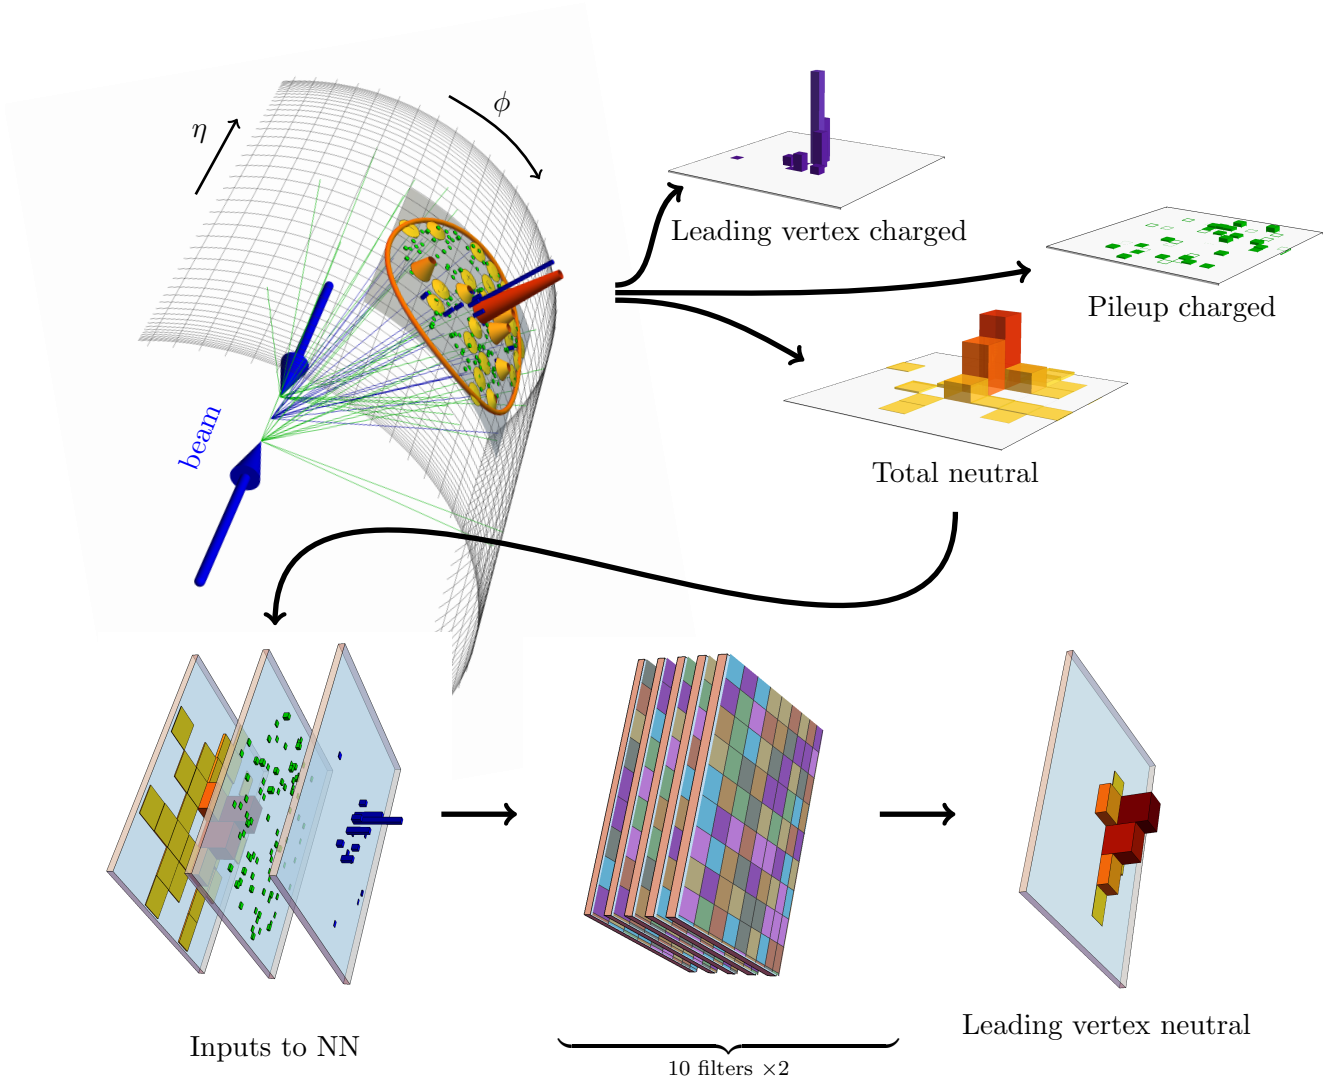 ϕ
η
Leading vertex charged
Pileup charged
beam
Total neutral
Leading vertex neutral
Inputs to NN
10 filters ×2